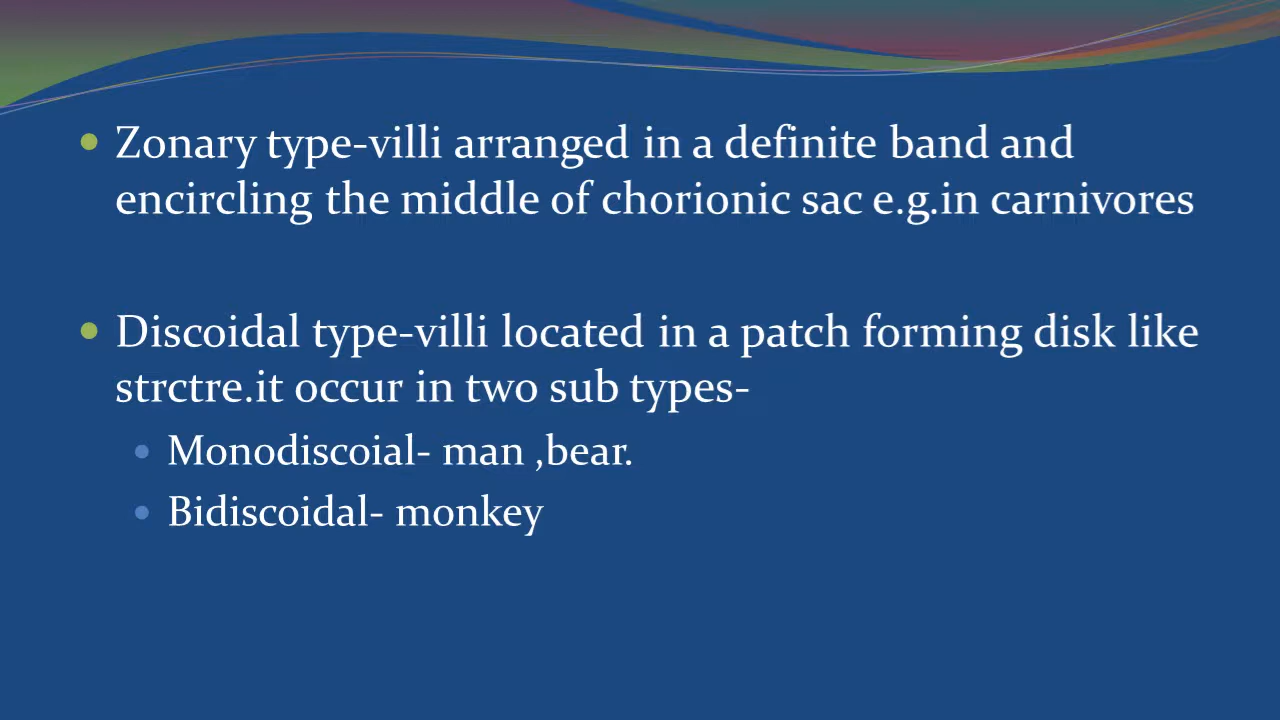 Zonary type-villi arranged in a definite band and
encircling the middle of chorionic sac e.g.in carnivores
Discoidal type-villi located in a patch forming disk like
strctre.it occur in two sub types-
Monodiscoial- man ,bear.
Bidiscoidal- monkey